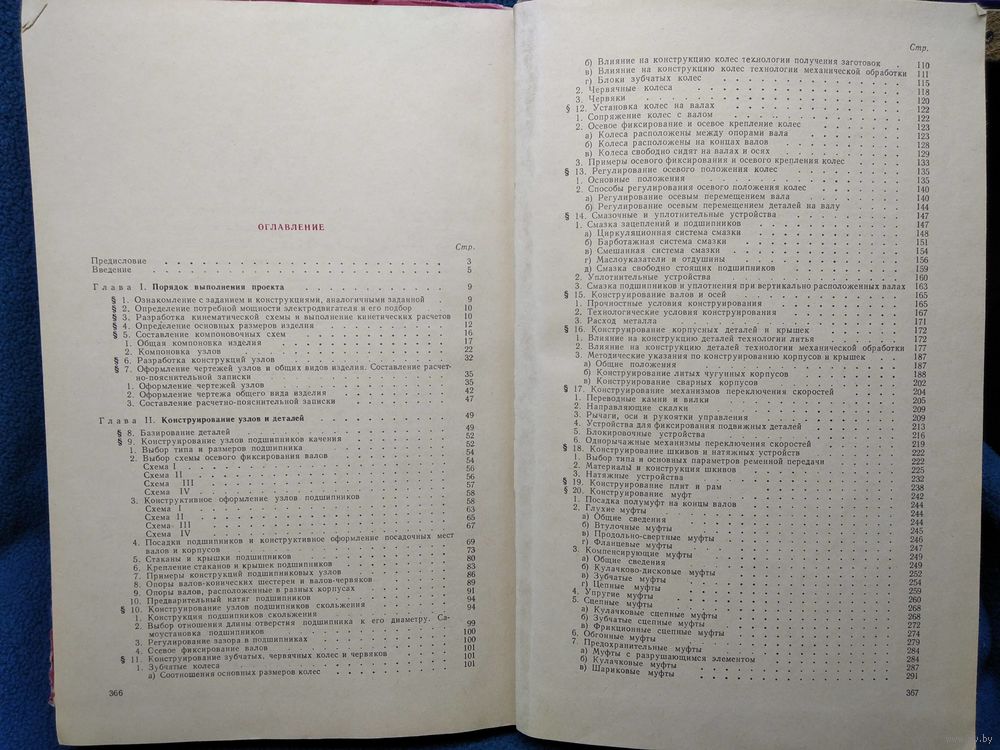 ОГЛАВЛЕНИЕ
Стр.
Предисловие 3
Введение 5
Глава I. Порядок выполнения проекта 9
§ 1. Ознакомление с заданием и конструкциями, аналогичными заданной 9
§ 2. Определение потребной мощности электродвигателя и его подбор 10
§ 3. Разработка кинематической схемы и выполнение кинетических расчетов 10
§ 4. Определение основных размеров изделия 12
§ 5. Составление компоновочных схем 16
1. Общая компоновка изделия 17
2. Компоновка узлов 22
§ 6. Разработка конструкций узлов 32
§ 7. Оформление чертежей узлов и общих видов изделия. Составление расчет-
но-пояснительной записки 35
1. Оформление чертежей узлов 35
2. Оформление чертежа общего вида изделия 42
3. Составление расчетно-пояснительной записки 47
Глава II. Конструирование узлов и деталей 49
§ 8. Базирование деталей 49
§ 9. Конструирование узлов подшипников качения 52
1. Выбор типа и размеров подшипника 52
2. Выбор схемы осевого фиксирования валов 54
Схема I 54
Схема II 56
Схема III 56
Схема IV 57
3. Конструктивное оформление узлов подшипников 58
Схема I 58
Схема II 63
Схема III 65
Схема IV 67
4. Посадки подшипников и конструктивное оформление посадочных мест
валов и корпусов 69
5. Стаканы и крышки подшипников 73
6. Крепление стаканов и крышек подшипников 80
7. Примеры конструкций подшипниковых узлов 83
8. Опоры валов-конических шестерен и валов-червяков 86
9. Опоры валов, расположенные в разных корпусах 89
10. Предварительный натяг подшипников 91
§ 10. Конструирование узлов подшипников скольжения 94
1. Конструкция подшипников скольжения 94
2. Выбор отношения длины отверстия подшипника к его диаметру. Са-
моустановка подшипников 99
3. Регулирование зазора в подшипниках 100
4. Осевое фиксирование валов 100
§ 11. Конструирование зубчатых, червячных колес и червяков 101
1. Зубчатые колеса 101
а) Соотношения основных размеров колес 101
366
Стр.
б) Влияние на конструкцию колес технологии получения заготовок 110
в) Влияние на конструкцию колес технологии механической обработки 111
г) Блоки зубчатых колес 115
2. Червячные колеса 118
3. Червяки 120
§ 12. Установка колес на валах 122
1. Сопряжение колес с валом 122
2. Осевое фиксирование и осевое крепление колес 123
а) Колеса расположены между опорами вала 123
б) Колеса расположены на концах валов 128
в) Колеса свободно сидят на валах и осях 129
3. Примеры осевого фиксирования и осевого крепления колес 133
§ 13. Регулирование осевого положения колес 135
1. Основные положения 135
2. Способы регулирования осевого положения колес 140
а) Регулирование осевым перемещением вала 140
б) Регулирование осевым перемещением деталей на валу 144
§ 14. Смазочные и уплотнительные устройства 147
1. Смазка зацеплений и подшипников 147
а) Циркуляционная система смазки 148
б) Барботажная система смазки 151
в) Смешанная система смазки 154
г) Маслоуказатели и отдушины 156
д) Смазка свободно стоящих подшипников 159
2. Уплотнительные устройства 160
3. Смазка подшипников и уплотнения при вертикально расположенных валах 163
§ 15. Конструирование валов и осей 165
1. Прочностные условия конструирования 165
2. Технологические условия конструирования 167
3. Расход металла 171
§ 16. Конструирование корпусных деталей и крышек 172
1. Влияние на конструкцию деталей технологии литья 172
2. Влияние на конструкцию деталей технологии механической обработки 177
3. Методические указания по конструированию корпусов и крышек 187
а) Общие положения 187
б) Конструирование литых чугунных корпусов 188
в) Конструирование сварных корпусов 202
§ 17. Конструирование механизмов переключения скоростей 204
1. Переводные камни и вилки 205
2. Направляющие скалки 209
3. Рычаги, оси и рукоятки управления 209
4. Устройства для фиксирования подвижных деталей 213
5. Блокировочные устройства 216
6. Однорычажные механизмы переключения скоростей 219
§ 18. Конструирование шкивов и натяжных устройств 222
1. Выбор типа и основных параметров ременной передачи 222
2. Материалы и конструкция шкивов 225
3. Натяжные устройства 232
§ 19. Конструирование плит и рам 238
§ 20. Конструирование муфт 242
1. Посадка полумуфт на концы валов 244
2. Глухие муфты 244
а) Общие сведения 244
б) Втулочные муфты 245
в) Продольно-свертные муфты 246
г) Фланцевые муфты 247
3. Компенсирующие муфты 249
а) Общие сведения 249
б) Кулачково-дисковые муфты 252
в) Зубчатые муфты 254
г) Цепные муфты 259
4. Упругие муфты 260
5. Сцепные муфты 268
а) Кулачковые сцепные муфты 268
б) Зубчатые сцепные муфты 272
в) Фрикционные сцепные муфты 274
6. Обгонные муфты 279
7. Предохранительные муфты 284
а) Муфты с разрушающимся элементом 284
б) Кулачковые муфты 287
в) Шариковые муфты 291
367